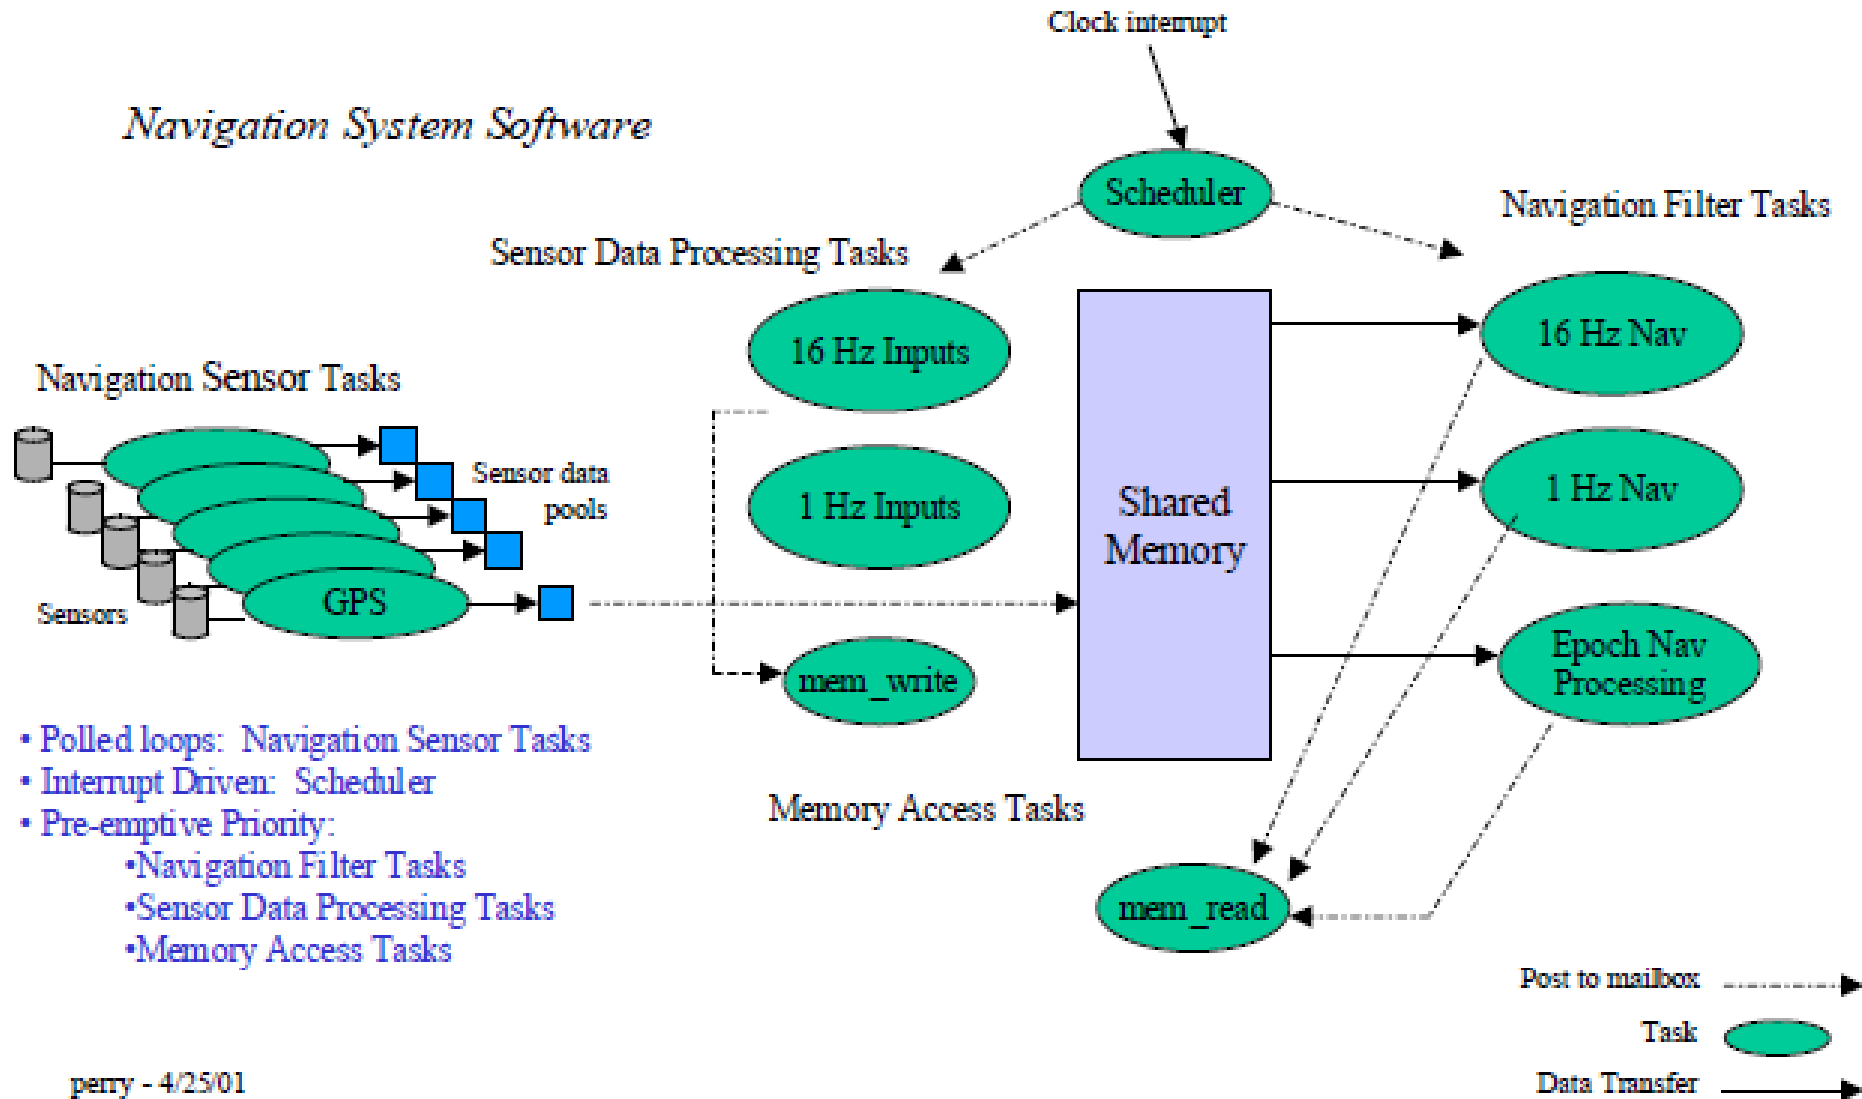 Clock interrupt
Navigation System Software
Scheduler
Navigation Filter Tasks
Sensor Data Processing Tasks
16 Hz Inputs
16 Hz Nav
Navigation Sensor Tasks
Sensor data
pools
1 Hz Inputs
Shared
Memory
1 Hz Nav
GPS
Sensors
mem_write
Epoch Nav
Processing
• Polled loops: Navigation Sensor Tasks
• Interrupt Driven: Scheduler
• Pre-emptive Priority:
•Navigation Filter Tasks
•Sensor Data Processing Tasks
•Memory Access Tasks
Memory Access Tasks
mem_read
Post to mailbox
Task
Data Transfer
perry - 4/25/01